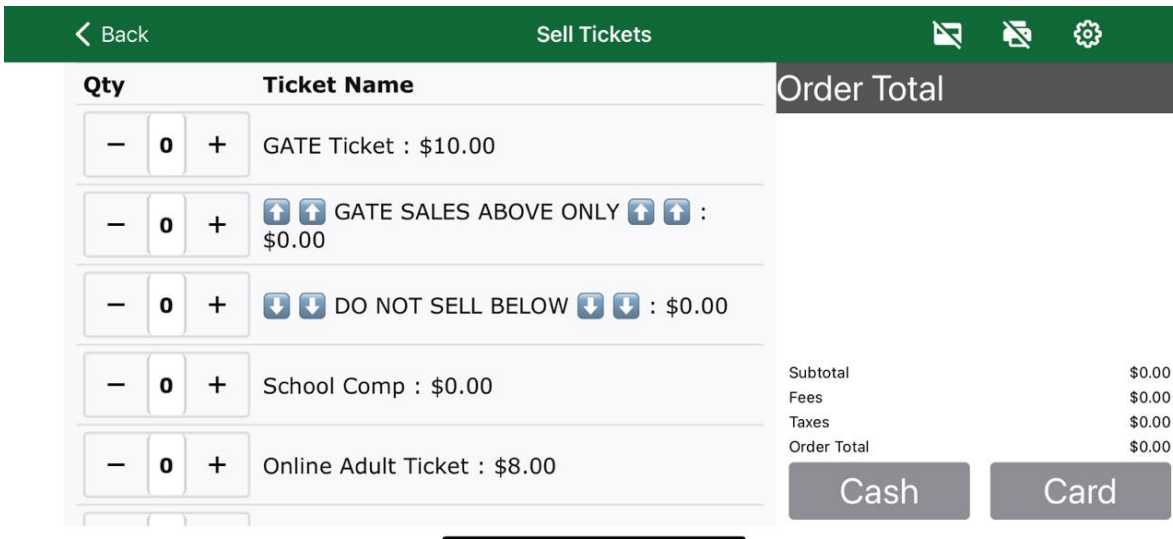 Back
Sell Tickets
Qty Ticket Name
− 0 + GATE Ticket : $10.00
− 0 + ⬆️ ⬆️ GATE SALES ABOVE ONLY ⬆️ ⬆️ :
$0.00
− 0 + ⬇️ ⬇️ DO NOT SELL BELOW ⬇️ ⬇️ : $0.00
− 0 + School Comp : $0.00
− 0 + Online Adult Ticket : $8.00
Order Total
Subtotal $0.00
Fees $0.00
Taxes $0.00
Order Total $0.00
Cash
Card